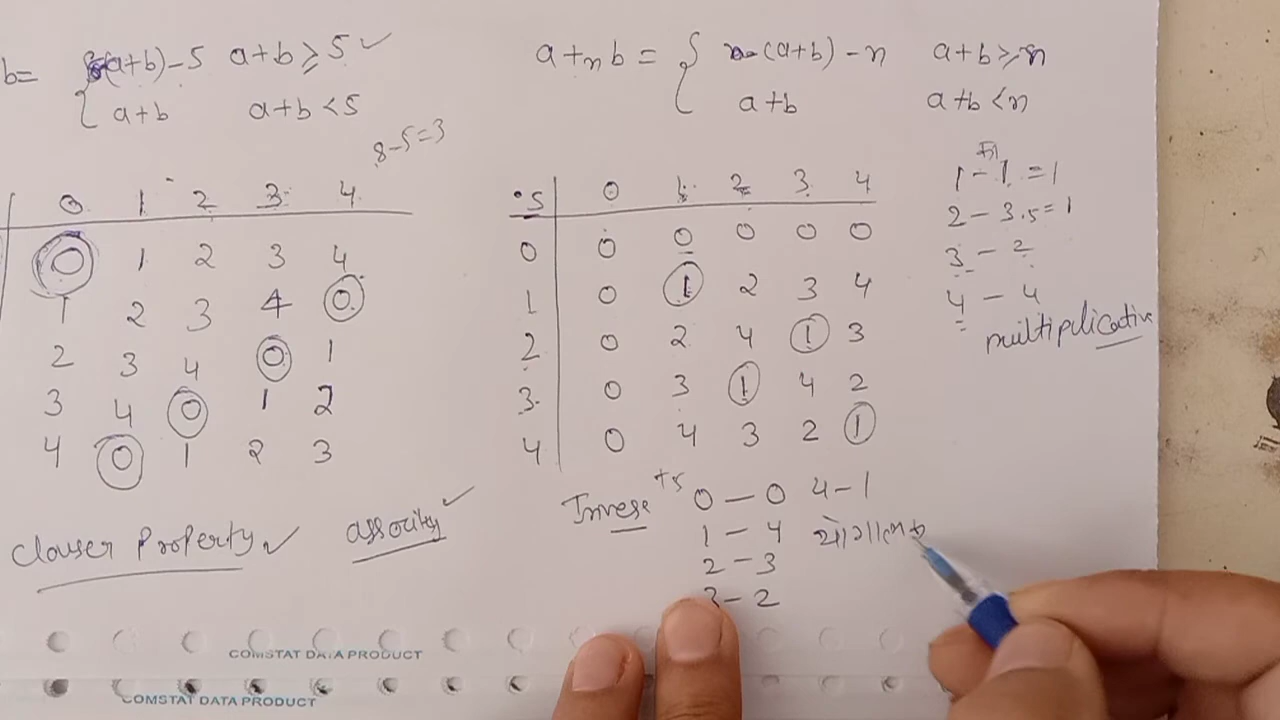 b= { (a+b)-5 a+b ≥ 5 ✓
a+b a+b < 5
8-5=3
0 1 2 3 4
0 1 2 3 4
1 2 3 4 0
2 3 4 0 1
3 4 0 1 2
4 0 1 2 3
Clouser Property ✓
assority ✓
a +ₙ b = { (a+b) - n a+b ≥ n
a+b a+b < n
•5 0 1 2 3 4
0 0 0 0 0 0
1 0 1 2 3 4
2 0 2 4 1 3
3 0 3 1 4 2
4 0 4 3 2 1
1 - 1 = 1
2 - 3 •5 = 1
3 - 2
4 - 4
multiplicative
Invese +5 0 - 0 4 - 1
1 - 4
2 - 3
3 - 2
COMSTAT DATA PRODUCT
COMSTAT DATA PRODUCT